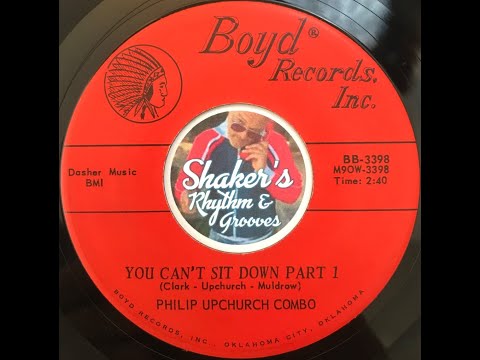 Boyd®
Records,
Inc.
Dasher Music
BMI
BB-3398
M9OW-3398
Time: 2:40
Shaker's
Rhythm &
Grooves
YOU CAN'T SIT DOWN PART 1
(Clark - Upchurch - Muldrow)
PHILIP UPCHURCH COMBO
BOYD RECORDS, INC., OKLAHOMA CITY, OKLAHOMA